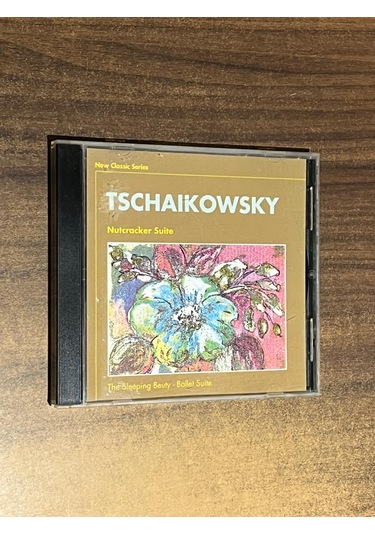 New Classic Series
TSCHAiKOWSKY
Nutcracker Suite
The Sleeping Beuty - Ballet Suite